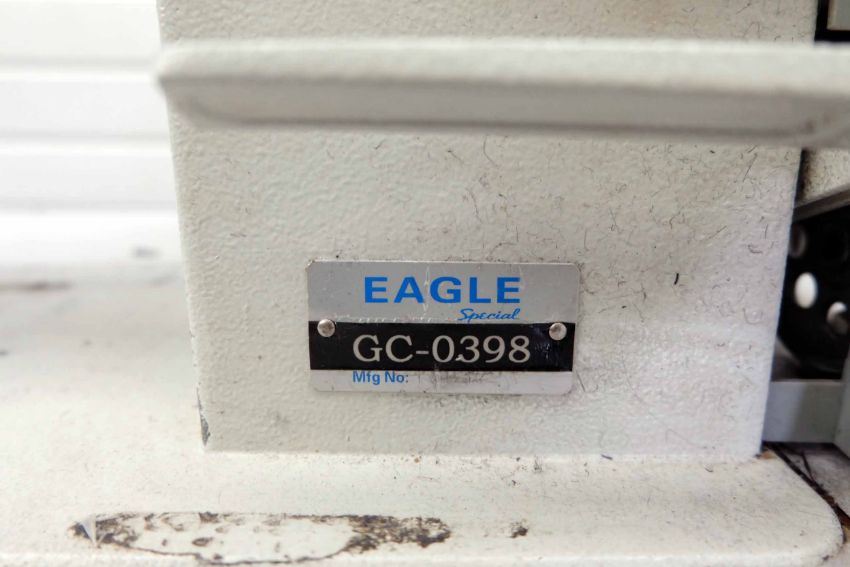 EAGLE
Special
GC-0398
Mfg No: